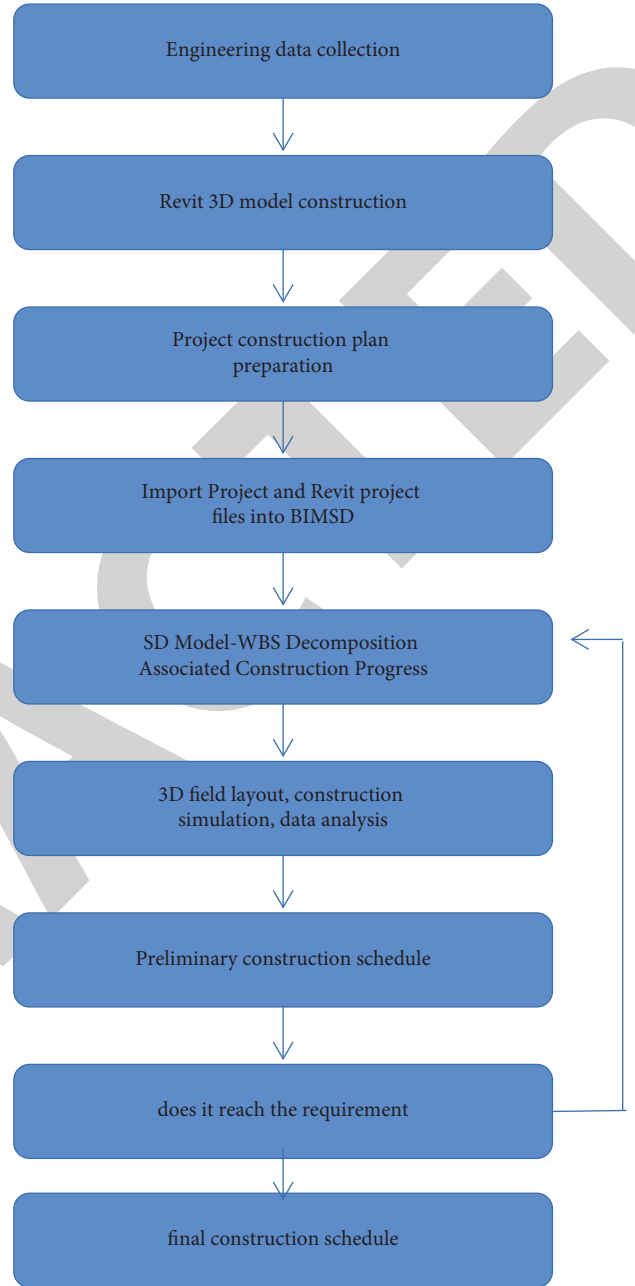 Engineering data collection
Revit 3D model construction
Project construction plan
preparation
Import Project and Revit project
files into BIMSD
SD Model-WBS Decomposition
Associated Construction Progress
3D field layout, construction
simulation, data analysis
Preliminary construction schedule
does it reach the requirement
final construction schedule